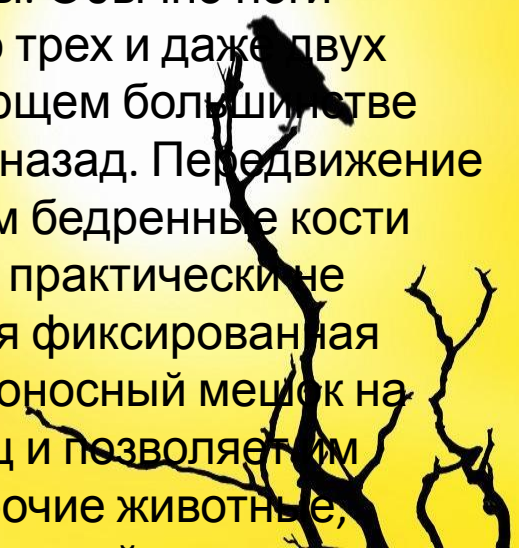 трех и даже двух
ющем большинстве
назад. Передвижение
м бедренные кости
практически не
я фиксированная
оносный мешок на
ц и позволяет им
очие животные,